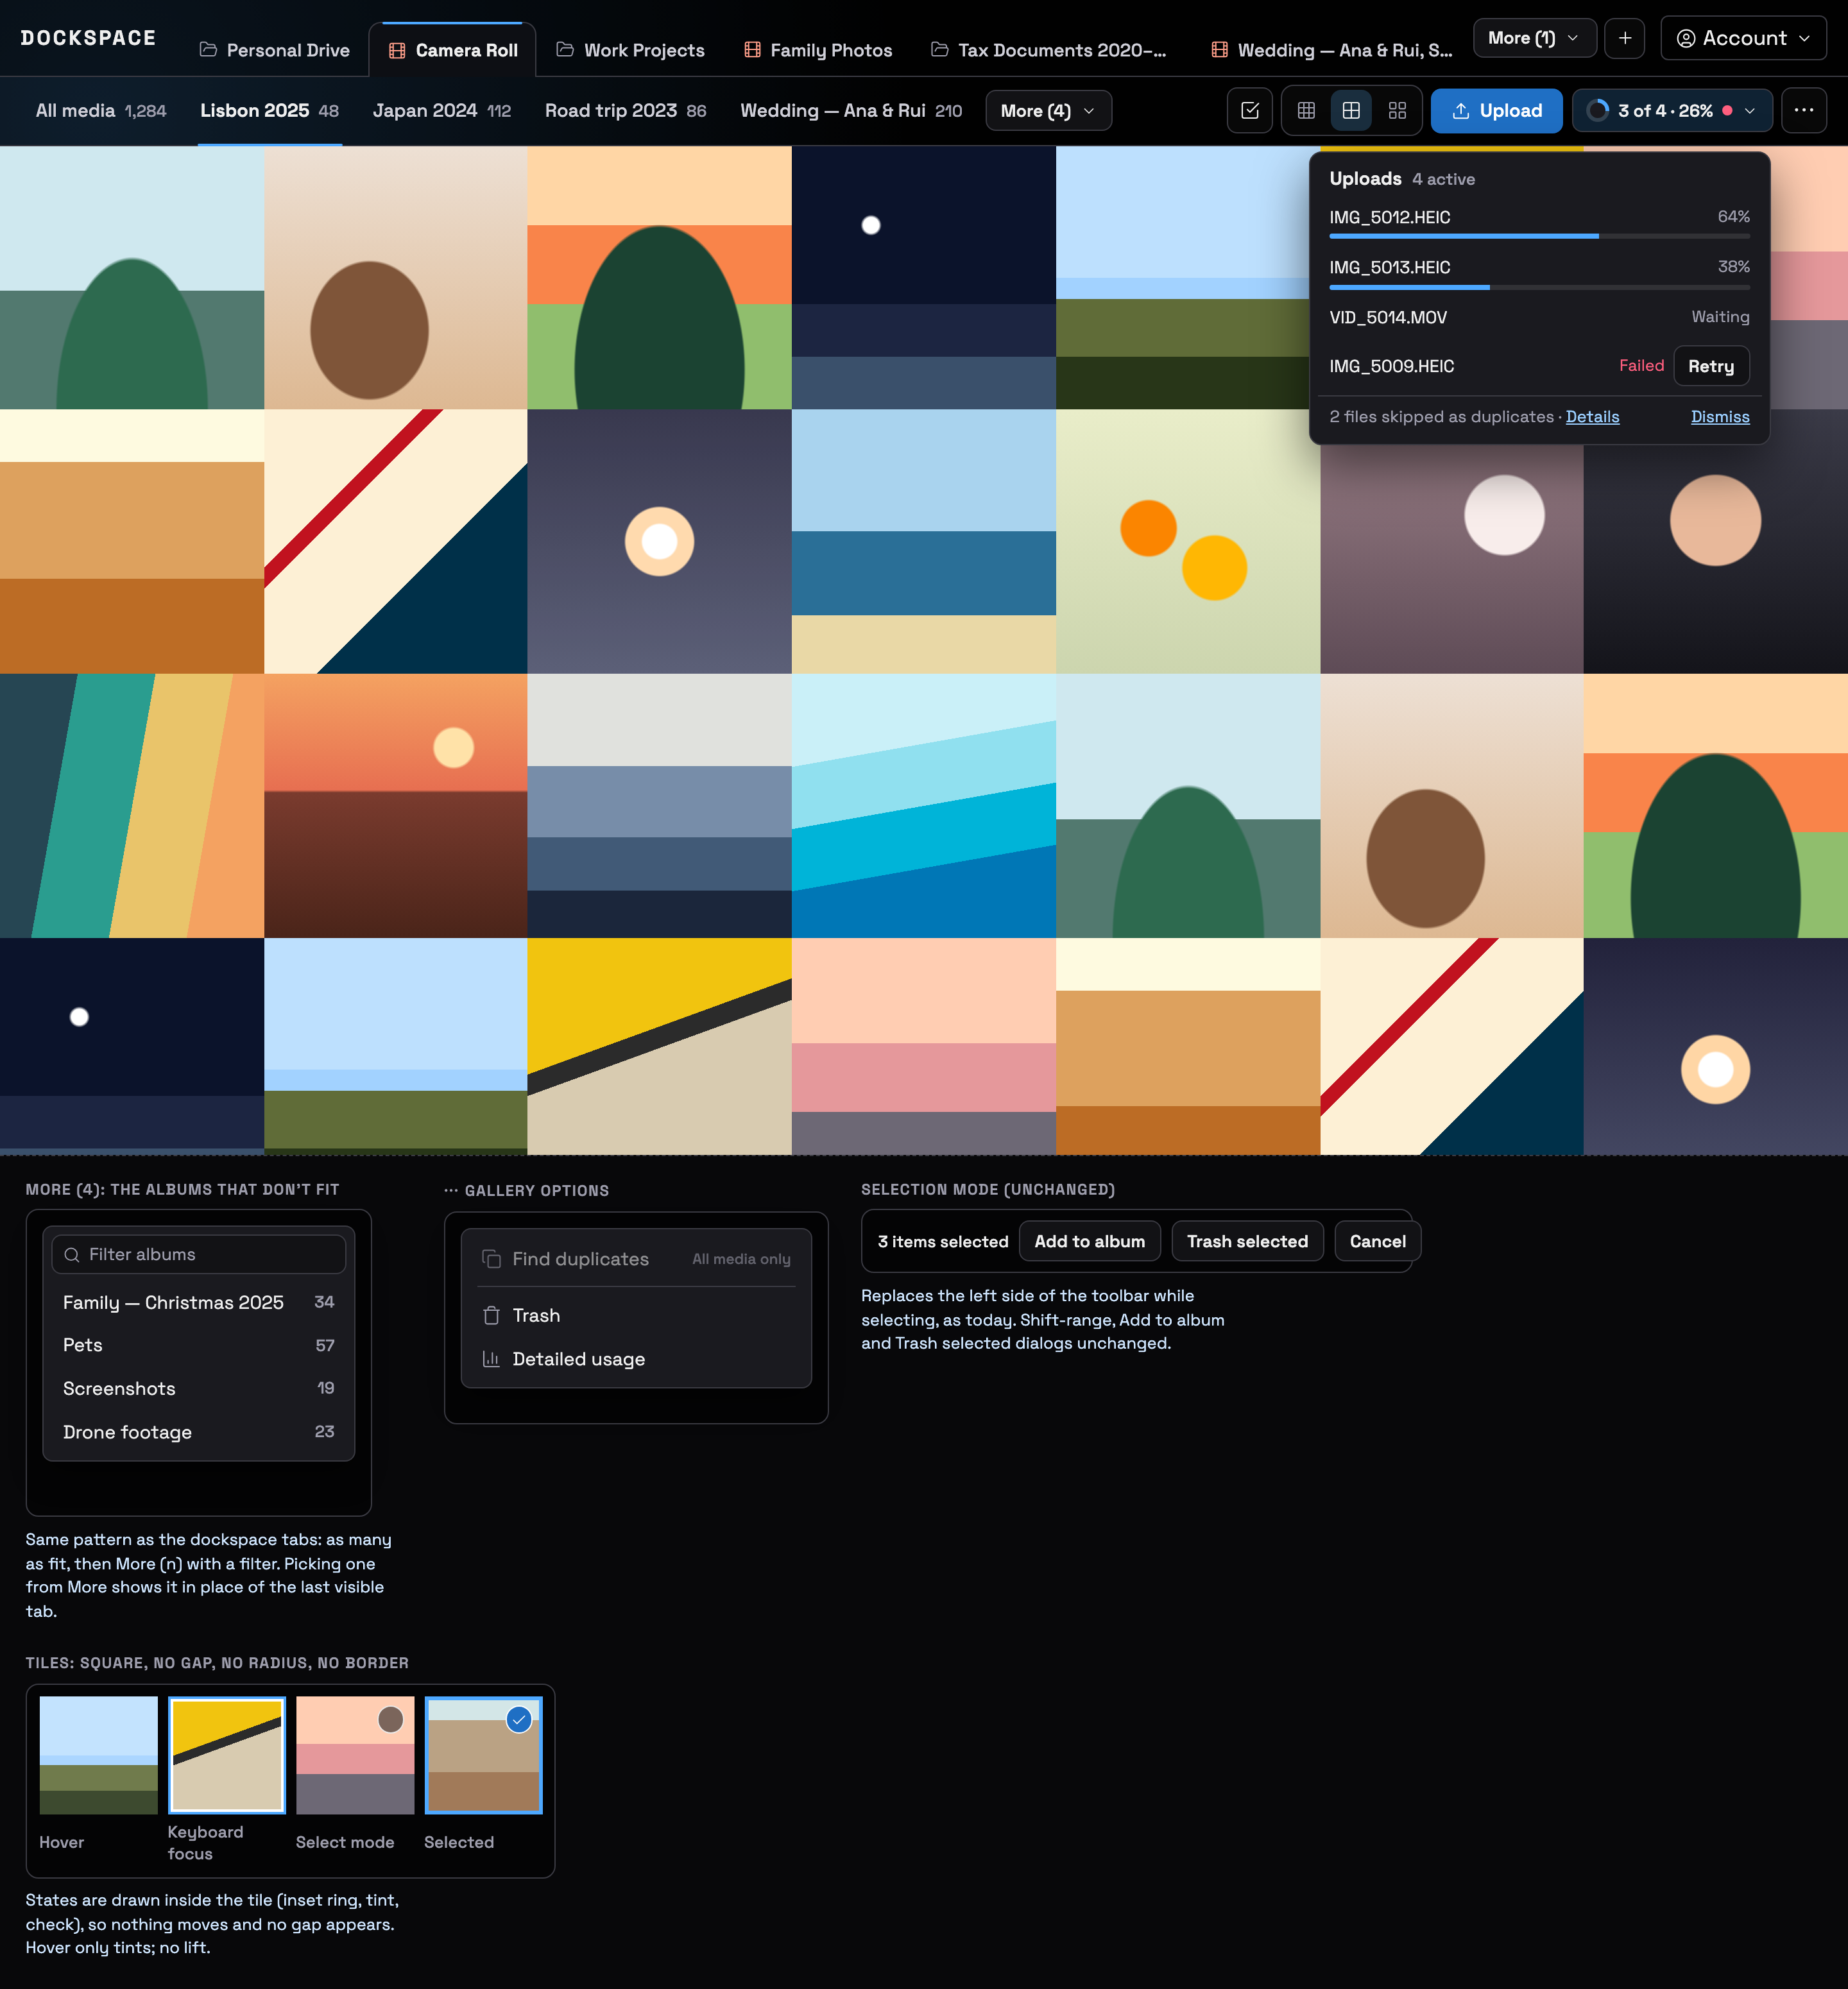 DOCKSPACE
Personal Drive
Camera Roll
Work Projects
Family Photos
Tax Documents 2020–...
Wedding — Ana & Rui, S...
More (1)
Account
All media 1,284
Lisbon 2025 48
Japan 2024 112
Road trip 2023 86
Wedding — Ana & Rui 210
More (4)
Upload
3 of 4 · 26%
Uploads 4 active
IMG_5012.HEIC 64%
IMG_5013.HEIC 38%
VID_5014.MOV Waiting
IMG_5009.HEIC Failed Retry
2 files skipped as duplicates · Details Dismiss
MORE (4): THE ALBUMS THAT DON'T FIT
Filter albums
Family — Christmas 2025 34
Pets 57
Screenshots 19
Drone footage 23
Same pattern as the dockspace tabs: as many
as fit, then More (n) with a filter. Picking one
from More shows it in place of the last visible
tab.
··· GALLERY OPTIONS
Find duplicates All media only
Trash
Detailed usage
SELECTION MODE (UNCHANGED)
3 items selected Add to album Trash selected Cancel
Replaces the left side of the toolbar while
selecting, as today. Shift-range, Add to album
and Trash selected dialogs unchanged.
TILES: SQUARE, NO GAP, NO RADIUS, NO BORDER
Hover
Keyboard
focus
Select mode
Selected
States are drawn inside the tile (inset ring, tint,
check), so nothing moves and no gap appears.
Hover only tints; no lift.